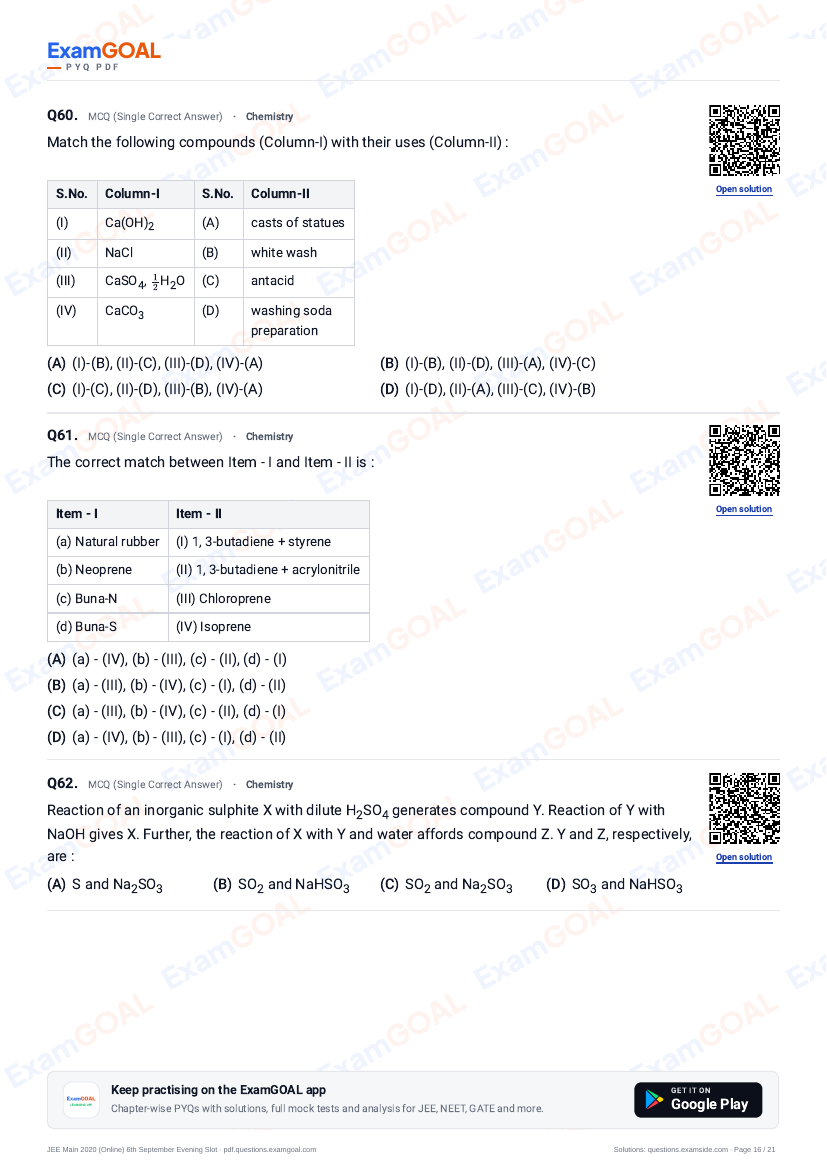 ExamGOAL
PYQ PDF
Q60. MCQ (Single Correct Answer) · Chemistry
Match the following compounds (Column-I) with their uses (Column-II) :
Open solution
S.No. Column-I S.No. Column-II
(I) Ca(OH)2 (A) casts of statues
(II) NaCl (B) white wash
(III) CaSO4, 1/2H2O (C) antacid
(IV) CaCO3 (D) washing soda
preparation
(A) (I)-(B), (II)-(C), (III)-(D), (IV)-(A) (B) (I)-(B), (II)-(D), (III)-(A), (IV)-(C)
(C) (I)-(C), (II)-(D), (III)-(B), (IV)-(A) (D) (I)-(D), (II)-(A), (III)-(C), (IV)-(B)
Q61. MCQ (Single Correct Answer) · Chemistry
The correct match between Item - I and Item - II is :
Open solution
Item - I Item - II
(a) Natural rubber (I) 1, 3-butadiene + styrene
(b) Neoprene (II) 1, 3-butadiene + acrylonitrile
(c) Buna-N (III) Chloroprene
(d) Buna-S (IV) Isoprene
(A) (a) - (IV), (b) - (III), (c) - (II), (d) - (I)
(B) (a) - (III), (b) - (IV), (c) - (I), (d) - (II)
(C) (a) - (III), (b) - (IV), (c) - (II), (d) - (I)
(D) (a) - (IV), (b) - (III), (c) - (I), (d) - (II)
Q62. MCQ (Single Correct Answer) · Chemistry
Reaction of an inorganic sulphite X with dilute H2SO4 generates compound Y. Reaction of Y with
NaOH gives X. Further, the reaction of X with Y and water affords compound Z. Y and Z, respectively,
are :
Open solution
(A) S and Na2SO3 (B) SO2 and NaHSO3 (C) SO2 and Na2SO3 (D) SO3 and NaHSO3
Keep practising on the ExamGOAL app
Chapter-wise PYQs with solutions, full mock tests and analysis for JEE, NEET, GATE and more.
GET IT ON
Google Play
JEE Main 2020 (Online) 6th September Evening Slot · pdf.questions.examgoal.com Solutions: questions.examside.com · Page 16 / 21